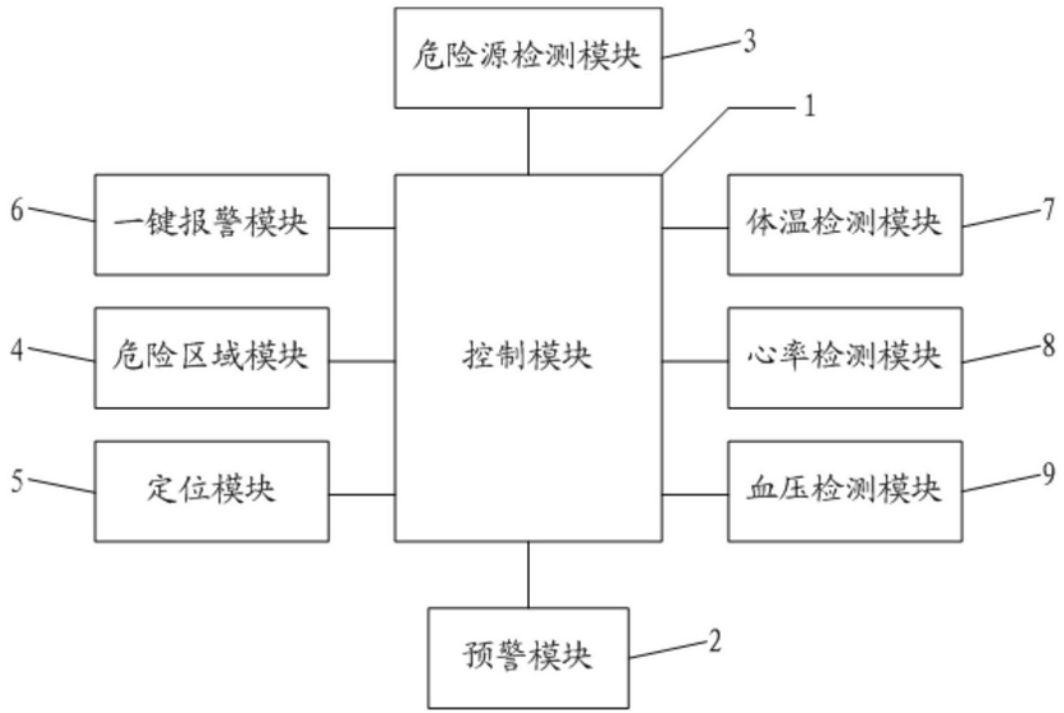 危险源检测模块
3
1
6
一键报警模块
体温检测模块
7
4
危险区域模块
控制模块
心率检测模块
8
5
定位模块
血压检测模块
9
预警模块
2